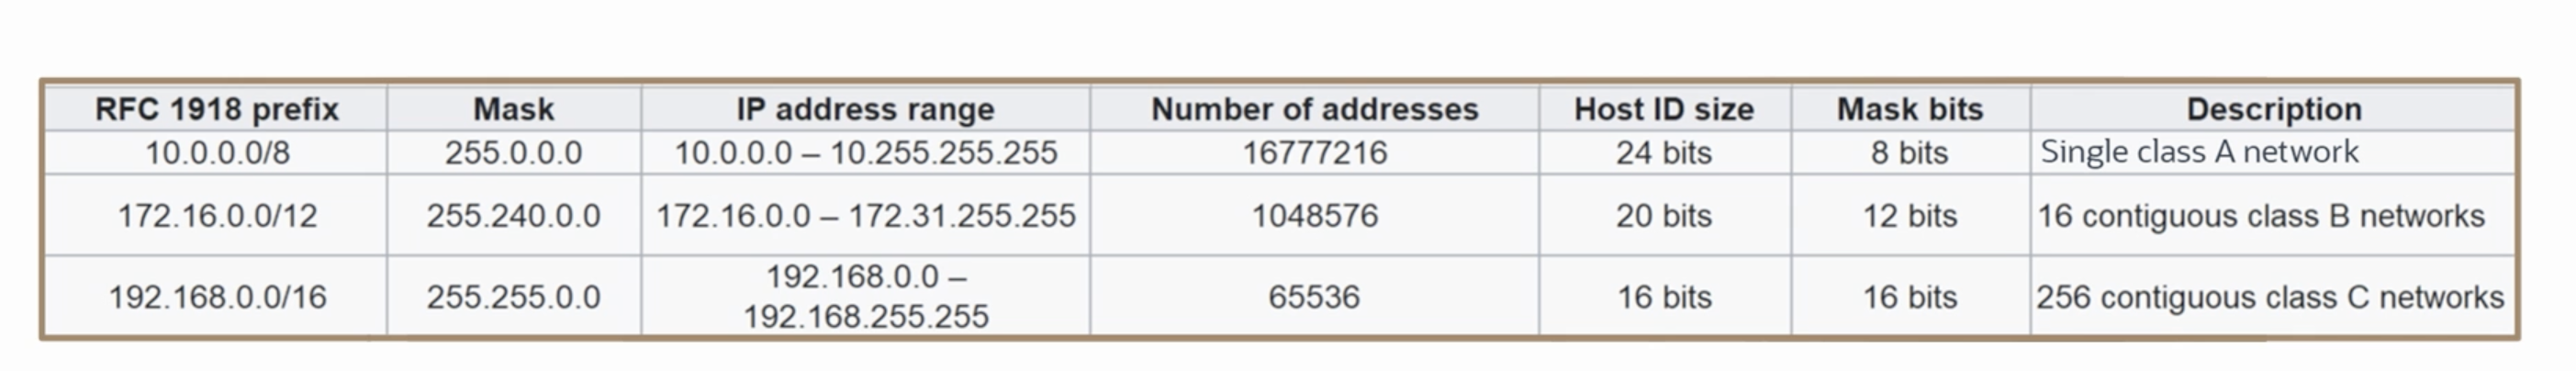 RFC 1918 prefix Mask IP address range Number of addresses Host ID size Mask bits Description
10.0.0.0/8 255.0.0.0 10.0.0.0 – 10.255.255.255 16777216 24 bits 8 bits Single class A network
172.16.0.0/12 255.240.0.0 172.16.0.0 – 172.31.255.255 1048576 20 bits 12 bits 16 contiguous class B networks
192.168.0.0/16 255.255.0.0 192.168.0.0 –
192.168.255.255 65536 16 bits 16 bits 256 contiguous class C networks